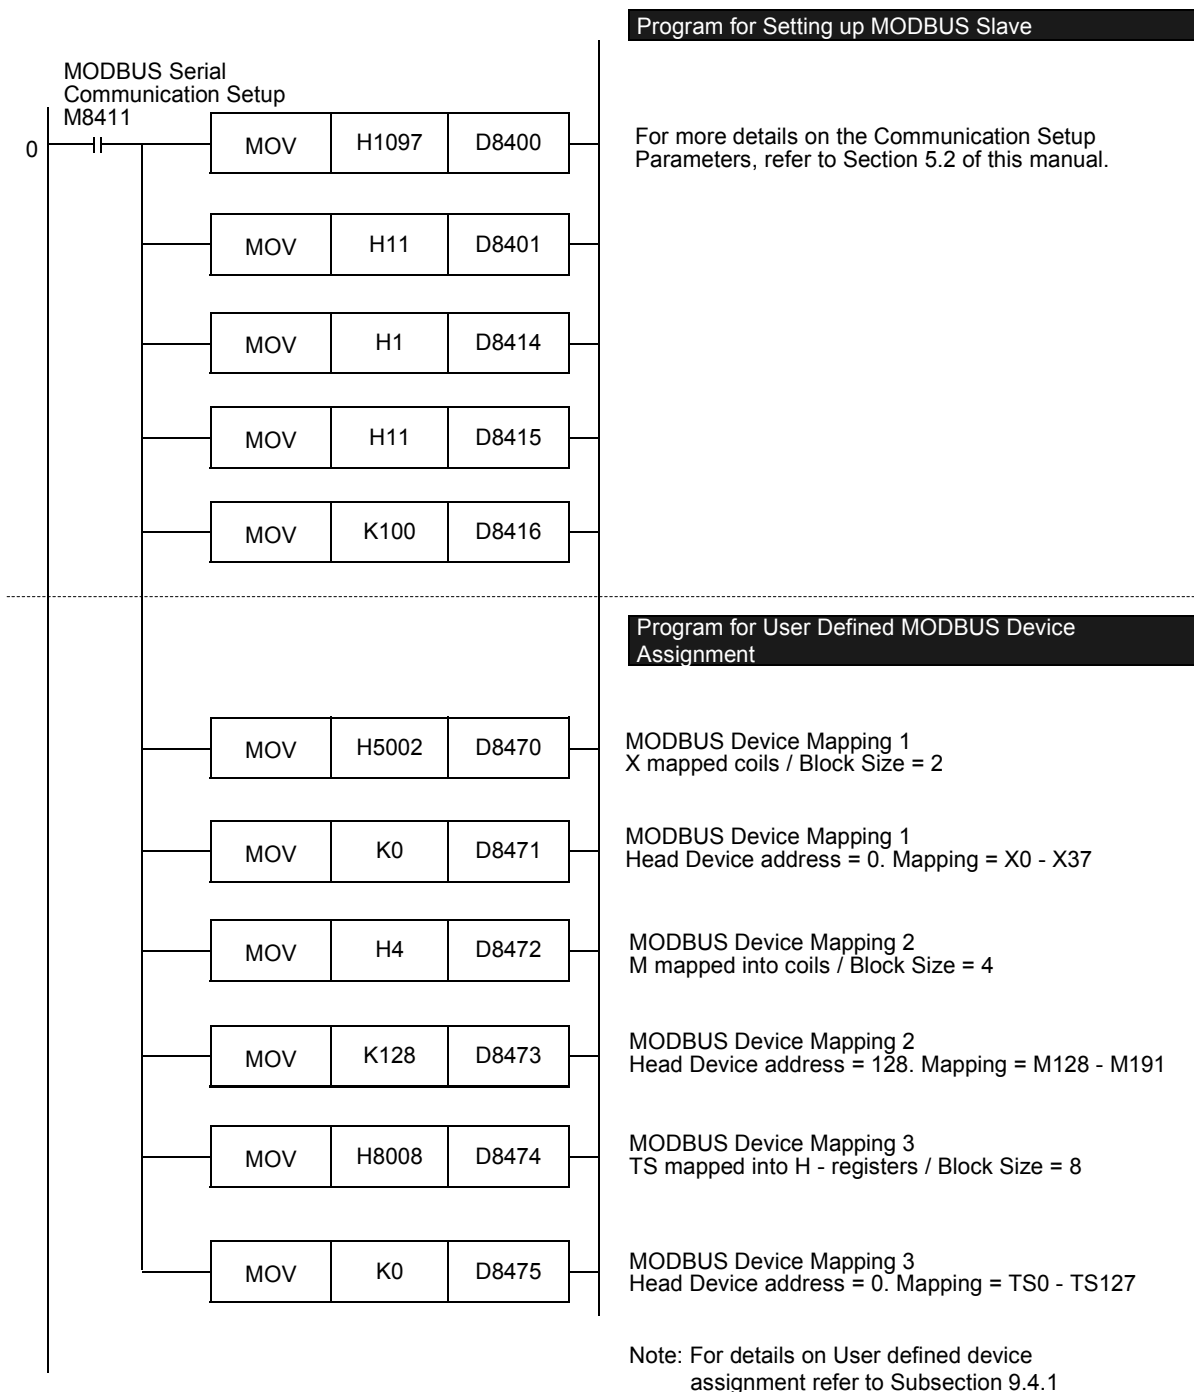 Program for Setting up MODBUS Slave
MODBUS Serial
Communication Setup
M8411
0
MOV H1097 D8400
For more details on the Communication Setup
Parameters, refer to Section 5.2 of this manual.
MOV H11 D8401
MOV H1 D8414
MOV H11 D8415
MOV K100 D8416
Program for User Defined MODBUS Device
Assignment
MOV H5002 D8470
MODBUS Device Mapping 1
X mapped coils / Block Size = 2
MOV K0 D8471
MODBUS Device Mapping 1
Head Device address = 0. Mapping = X0 - X37
MOV H4 D8472
MODBUS Device Mapping 2
M mapped into coils / Block Size = 4
MOV K128 D8473
MODBUS Device Mapping 2
Head Device address = 128. Mapping = M128 - M191
MOV H8008 D8474
MODBUS Device Mapping 3
TS mapped into H - registers / Block Size = 8
MOV K0 D8475
MODBUS Device Mapping 3
Head Device address = 0. Mapping = TS0 - TS127
Note: For details on User defined device
assignment refer to Subsection 9.4.1